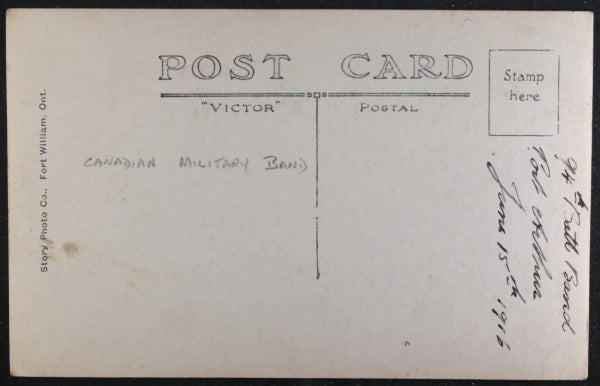 POST CARD
"VICTOR" POSTAL
Stamp
here
CANADIAN MILITARY BAND
Story Photo Co., Fort William, Ont.
94th Batt Band
Port Arthur
June 15th 1916